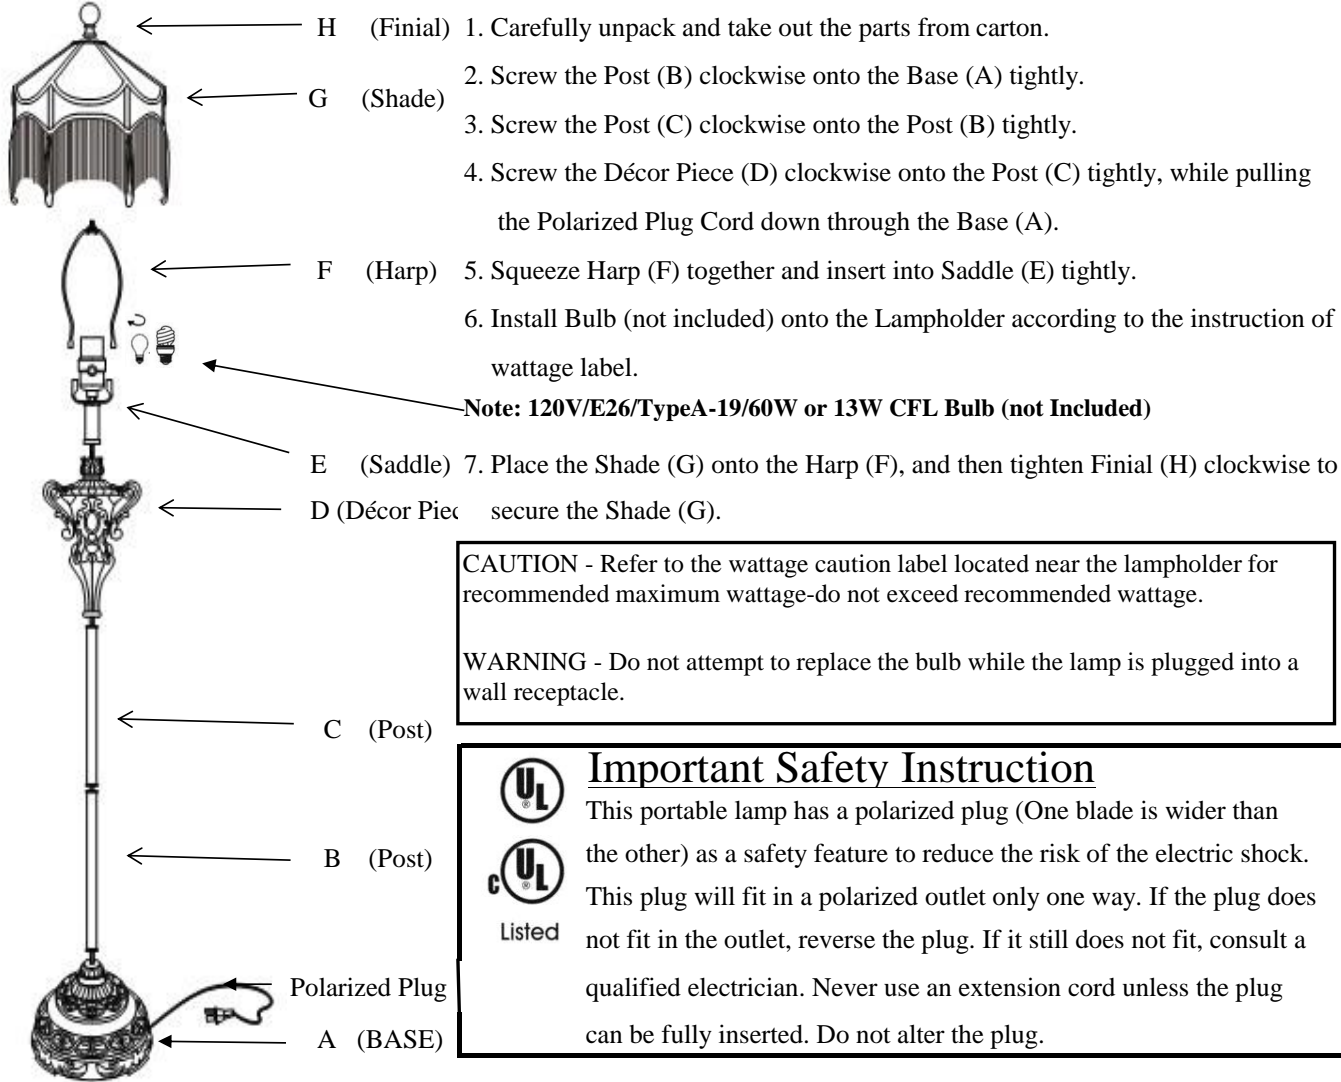 H (Finial)
G (Shade)
F (Harp)
E (Saddle)
D (Décor Piec
C (Post)
B (Post)
Polarized Plug
A (BASE)
1. Carefully unpack and take out the parts from carton.
2. Screw the Post (B) clockwise onto the Base (A) tightly.
3. Screw the Post (C) clockwise onto the Post (B) tightly.
4. Screw the Décor Piece (D) clockwise onto the Post (C) tightly, while pulling
the Polarized Plug Cord down through the Base (A).
5. Squeeze Harp (F) together and insert into Saddle (E) tightly.
6. Install Bulb (not included) onto the Lampholder according to the instruction of
wattage label.
Note: 120V/E26/TypeA-19/60W or 13W CFL Bulb (not Included)
7. Place the Shade (G) onto the Harp (F), and then tighten Finial (H) clockwise to
secure the Shade (G).
CAUTION - Refer to the wattage caution label located near the lampholder for
recommended maximum wattage-do not exceed recommended wattage.
WARNING - Do not attempt to replace the bulb while the lamp is plugged into a
wall receptacle.
UL ®
c UL ®
Listed
Important Safety Instruction
This portable lamp has a polarized plug (One blade is wider than
the other) as a safety feature to reduce the risk of the electric shock.
This plug will fit in a polarized outlet only one way. If the plug does
not fit in the outlet, reverse the plug. If it still does not fit, consult a
qualified electrician. Never use an extension cord unless the plug
can be fully inserted. Do not alter the plug.